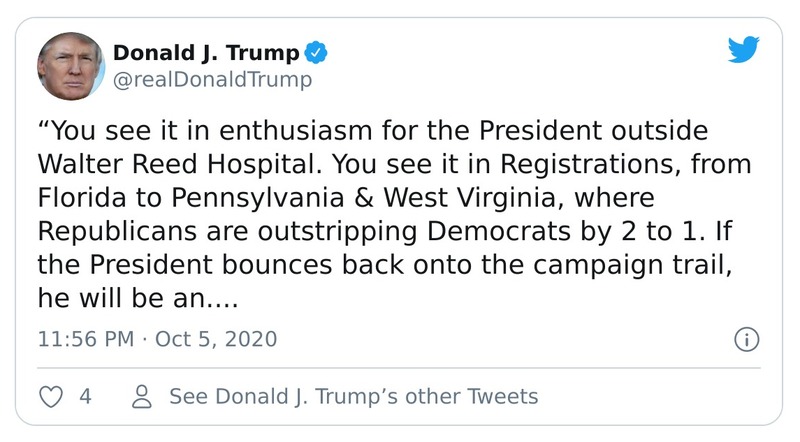 Donald J. Trump
@realDonaldTrump
“You see it in enthusiasm for the President outside
Walter Reed Hospital. You see it in Registrations, from
Florida to Pennsylvania & West Virginia, where
Republicans are outstripping Democrats by 2 to 1. If
the President bounces back onto the campaign trail,
he will be an....
11:56 PM · Oct 5, 2020
4 See Donald J. Trump’s other Tweets